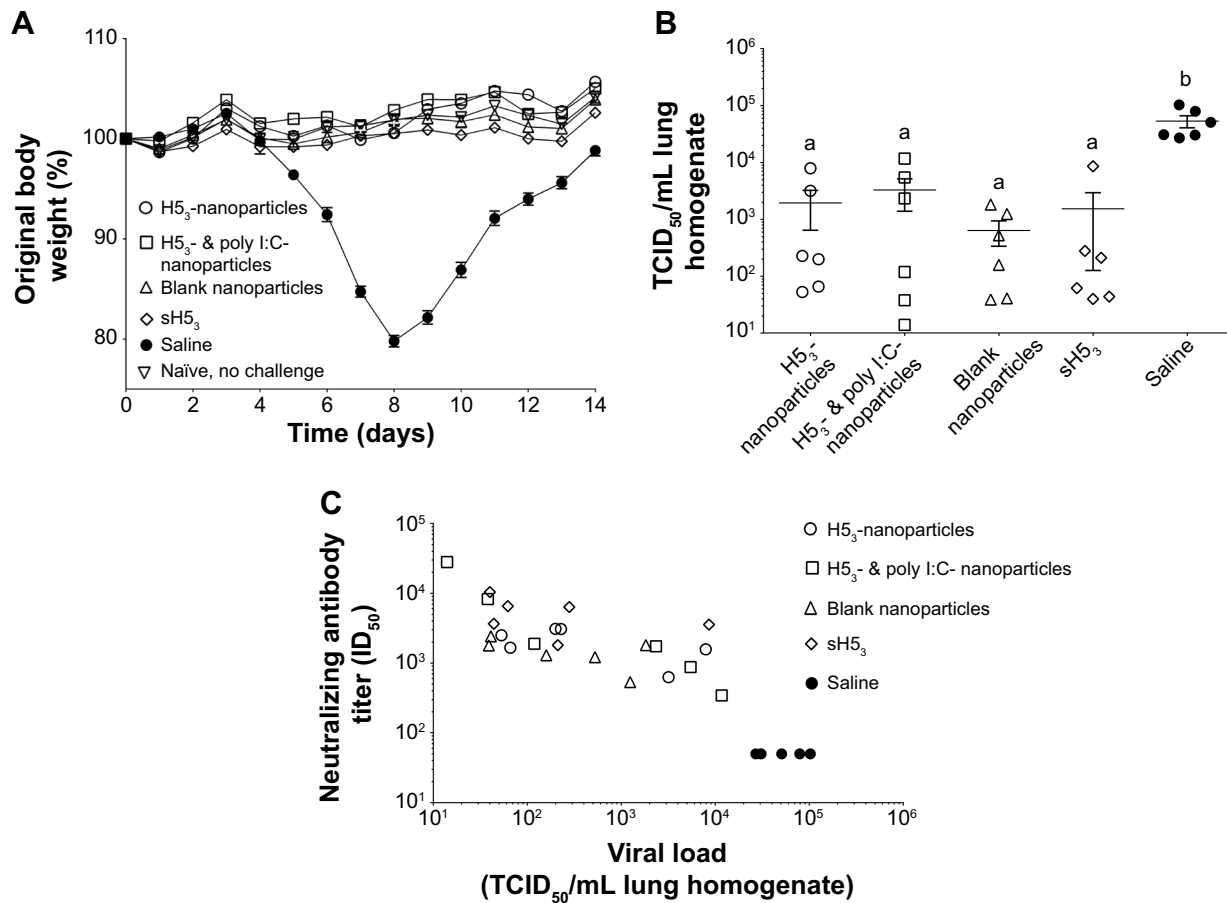 A
110
100
90
80
Original body
weight (%)
H5₃-nanoparticles
H5₃- & poly I:C-
nanoparticles
Blank nanoparticles
sH5₃
Saline
Naïve, no challenge
0 2 4 6 8 10 12 14
Time (days)
B
10⁶
10⁵
10⁴
10³
10²
10¹
TCID₅₀/mL lung
homogenate
a a a a b
H5₃-
nanoparticles
H5₃- & poly I:C-
nanoparticles
Blank
nanoparticles
sH5₃
Saline
C
10⁵
10⁴
10³
10²
10¹
Neutralizing antibody
titer (ID₅₀)
10¹ 10² 10³ 10⁴ 10⁵ 10⁶
Viral load
(TCID₅₀/mL lung homogenate)
H5₃-nanoparticles
H5₃- & poly I:C- nanoparticles
Blank nanoparticles
sH5₃
Saline